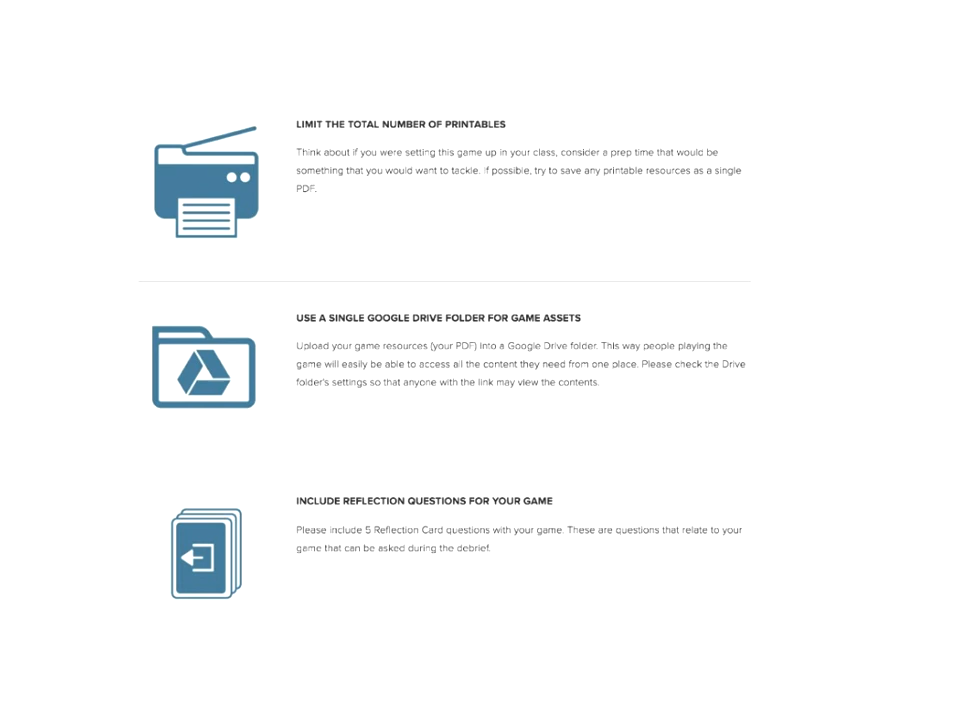 LIMIT THE TOTAL NUMBER OF PRINTABLES
Think about if you were setting this game up in your class, consider a prep time that would be
something that you would want to tackle. If possible, try to save any printable resources as a single
PDF.
USE A SINGLE GOOGLE DRIVE FOLDER FOR GAME ASSETS
Upload your game resources (your PDF) into a Google Drive folder. This way people playing the
game will easily be able to access all the content they need from one place. Please check the Drive
folder's settings so that anyone with the link may view the contents.
INCLUDE REFLECTION QUESTIONS FOR YOUR GAME
Please include 5 Reflection Card questions with your game. These are questions that relate to your
game that can be asked during the debrief.